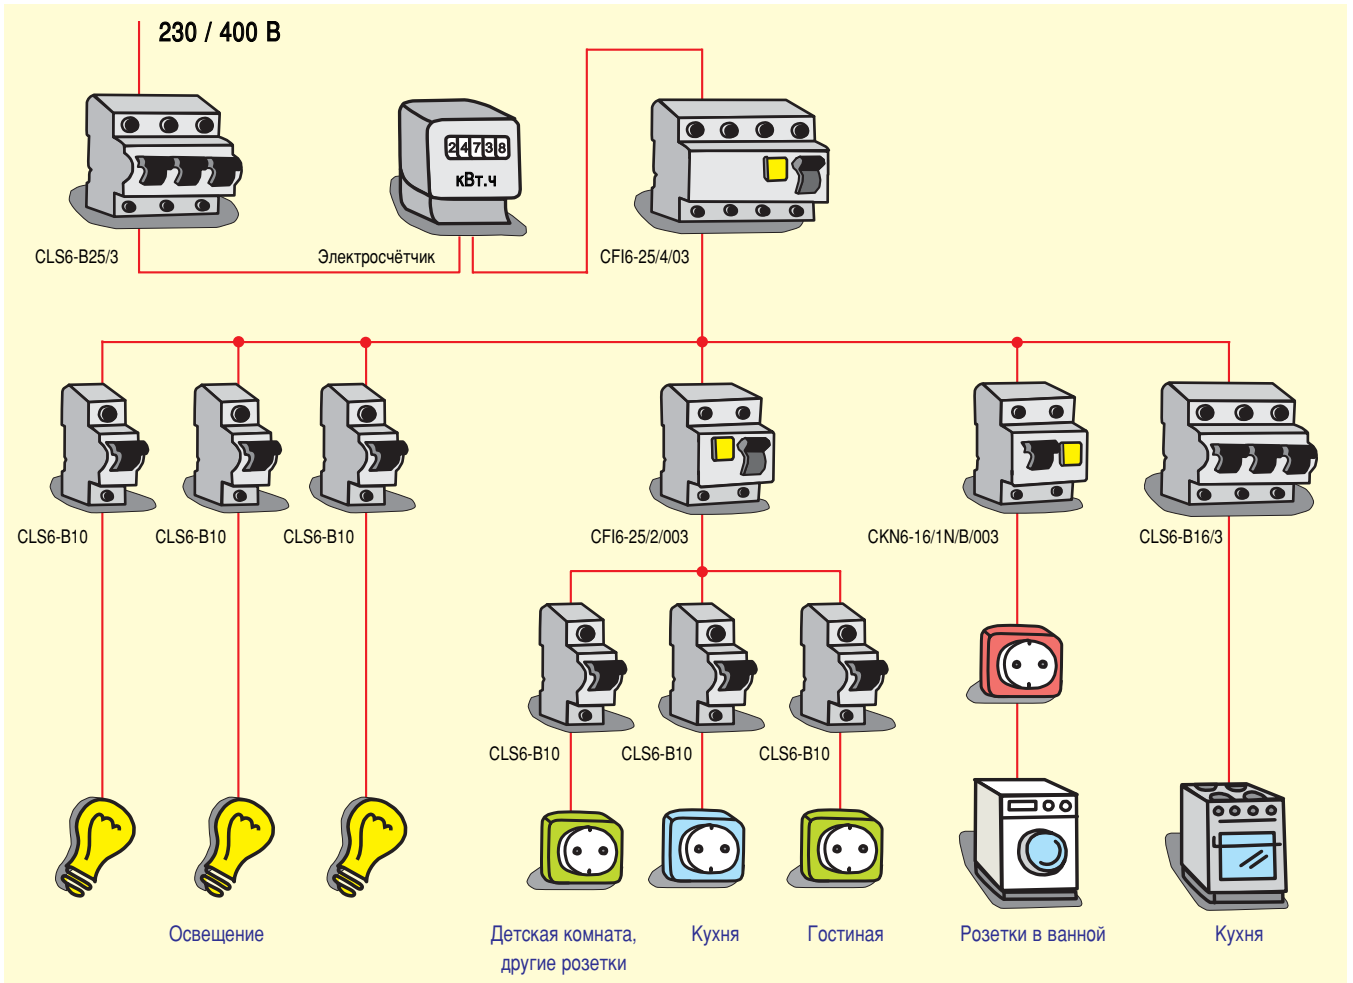 230 / 400 В
24738
кВт.ч
CLS6-B25/3
Электросчётчик
CFI6-25/4/03
CLS6-B10
CLS6-B10
CLS6-B10
CFI6-25/2/003
CKN6-16/1N/B/003
CLS6-B16/3
CLS6-B10
CLS6-B10
CLS6-B10
Освещение
Детская комната,
другие розетки
Кухня
Гостиная
Розетки в ванной
Кухня